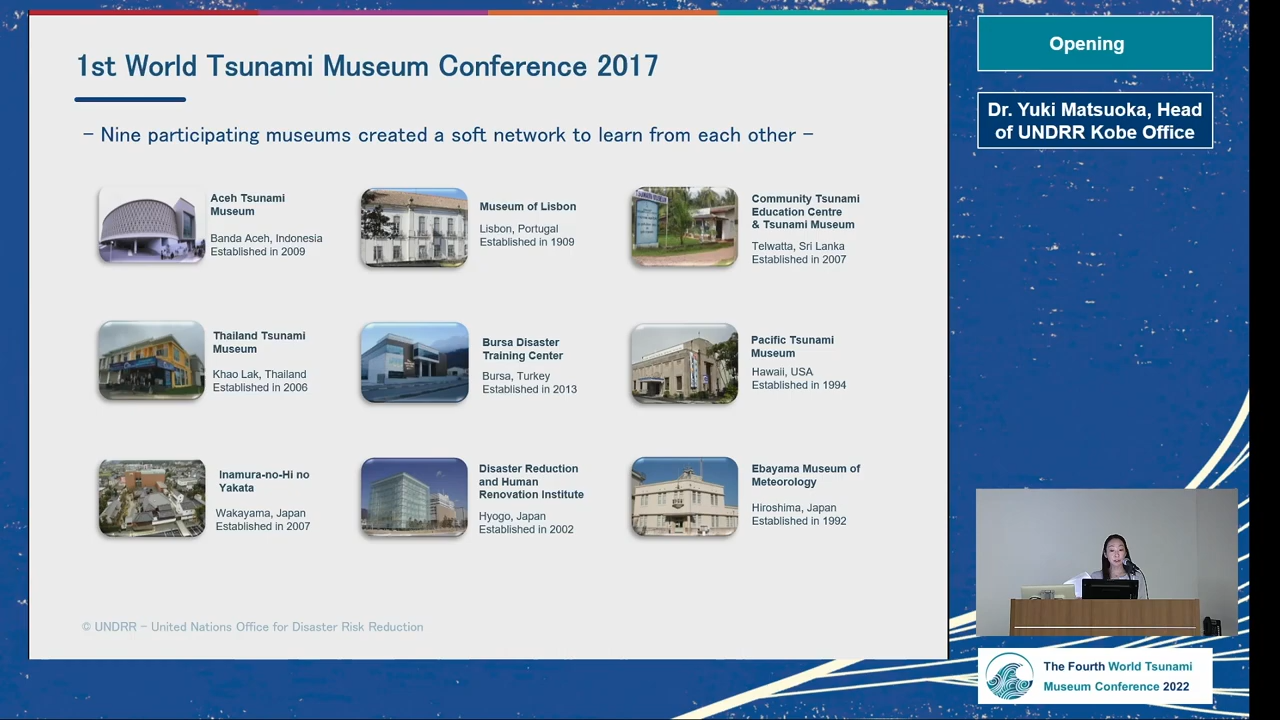 1st World Tsunami Museum Conference 2017
− Nine participating museums created a soft network to learn from each other −
Aceh Tsunami
Museum
Banda Aceh, Indonesia
Established in 2009
Museum of Lisbon
Lisbon, Portugal
Established in 1909
Community Tsunami
Education Centre
& Tsunami Museum
Telwatta, Sri Lanka
Established in 2007
Thailand Tsunami
Museum
Khao Lak, Thailand
Established in 2006
Bursa Disaster
Training Center
Bursa, Turkey
Established in 2013
Pacific Tsunami
Museum
Hawaii, USA
Established in 1994
Inamura-no-Hi no
Yakata
Wakayama, Japan
Established in 2007
Disaster Reduction
and Human
Renovation Institute
Hyogo, Japan
Established in 2002
Ebayama Museum of
Meteorology
Hiroshima, Japan
Established in 1992
© UNDRR − United Nations Office for Disaster Risk Reduction
Opening
Dr. Yuki Matsuoka, Head
of UNDRR Kobe Office
The Fourth World Tsunami
Museum Conference 2022